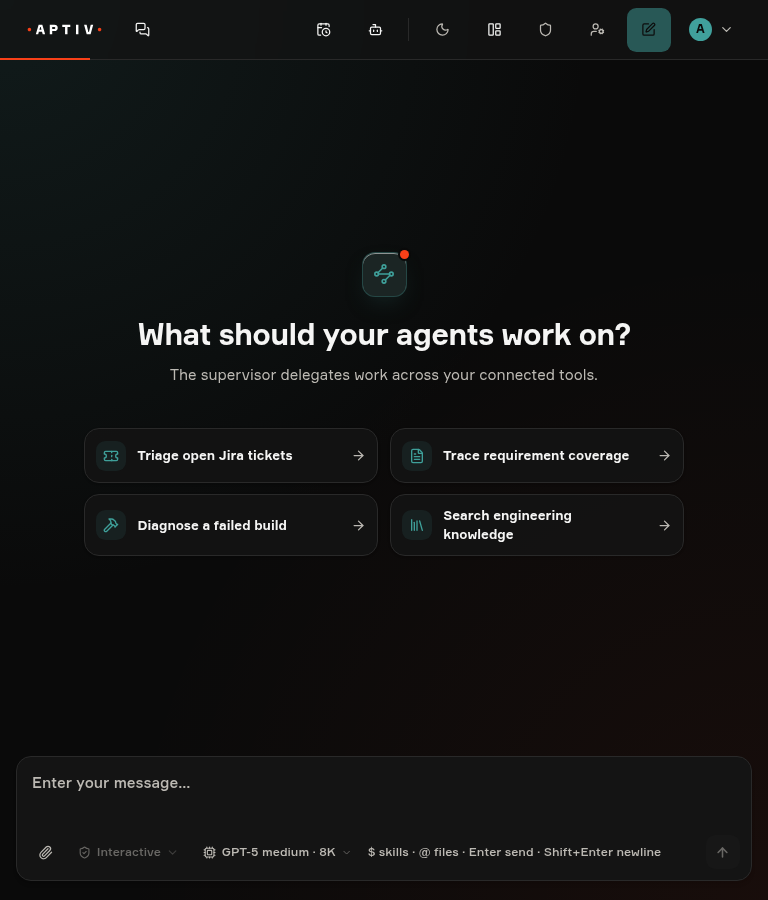 APTIV
A
What should your agents work on?
The supervisor delegates work across your connected tools.
Triage open Jira tickets
Trace requirement coverage
Diagnose a failed build
Search engineering
knowledge
Enter your message...
Interactive
GPT-5 medium · 8K
$ skills · @ files · Enter send · Shift+Enter newline